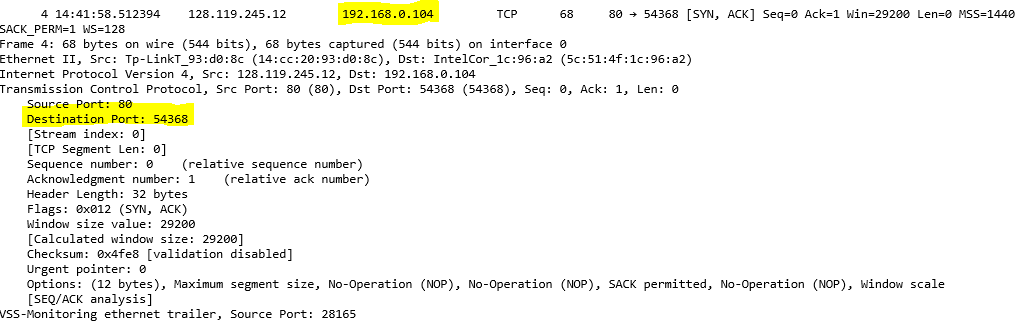 4 14:41:58.512394 128.119.245.12 192.168.0.104 TCP 68 80 → 54368 [SYN, ACK] Seq=0 Ack=1 Win=29200 Len=0 MSS=1440
SACK_PERM=1 WS=128
Frame 4: 68 bytes on wire (544 bits), 68 bytes captured (544 bits) on interface 0
Ethernet II, Src: Tp-LinkT_93:d0:8c (14:cc:20:93:d0:8c), Dst: IntelCor_1c:96:a2 (5c:51:4f:1c:96:a2)
Internet Protocol Version 4, Src: 128.119.245.12, Dst: 192.168.0.104
Transmission Control Protocol, Src Port: 80 (80), Dst Port: 54368 (54368), Seq: 0, Ack: 1, Len: 0
Source Port: 80
Destination Port: 54368
[Stream index: 0]
[TCP Segment Len: 0]
Sequence number: 0 (relative sequence number)
Acknowledgment number: 1 (relative ack number)
Header Length: 32 bytes
Flags: 0x012 (SYN, ACK)
Window size value: 29200
[Calculated window size: 29200]
Checksum: 0x4fe8 [validation disabled]
Urgent pointer: 0
Options: (12 bytes), Maximum segment size, No-Operation (NOP), No-Operation (NOP), SACK permitted, No-Operation (NOP), Window scale
[SEQ/ACK analysis]
VSS-Monitoring ethernet trailer, Source Port: 28165